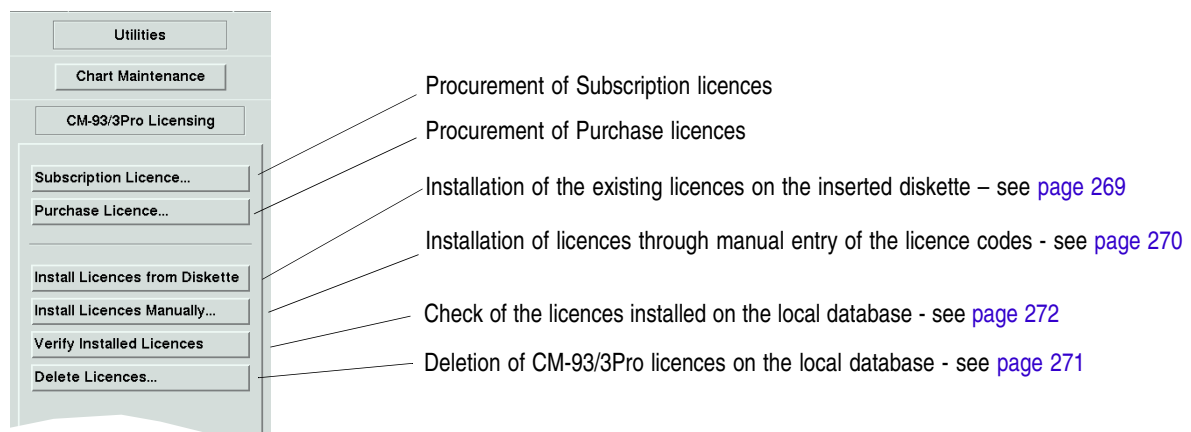 Utilities
Chart Maintenance
CM-93/3Pro Licensing
Subscription Licence...
Purchase Licence...
Install Licences from Diskette
Install Licences Manually...
Verify Installed Licences
Delete Licences...
Procurement of Subscription licences
Procurement of Purchase licences
Installation of the existing licences on the inserted diskette – see page 269
Installation of licences through manual entry of the licence codes - see page 270
Check of the licences installed on the local database - see page 272
Deletion of CM-93/3Pro licences on the local database - see page 271